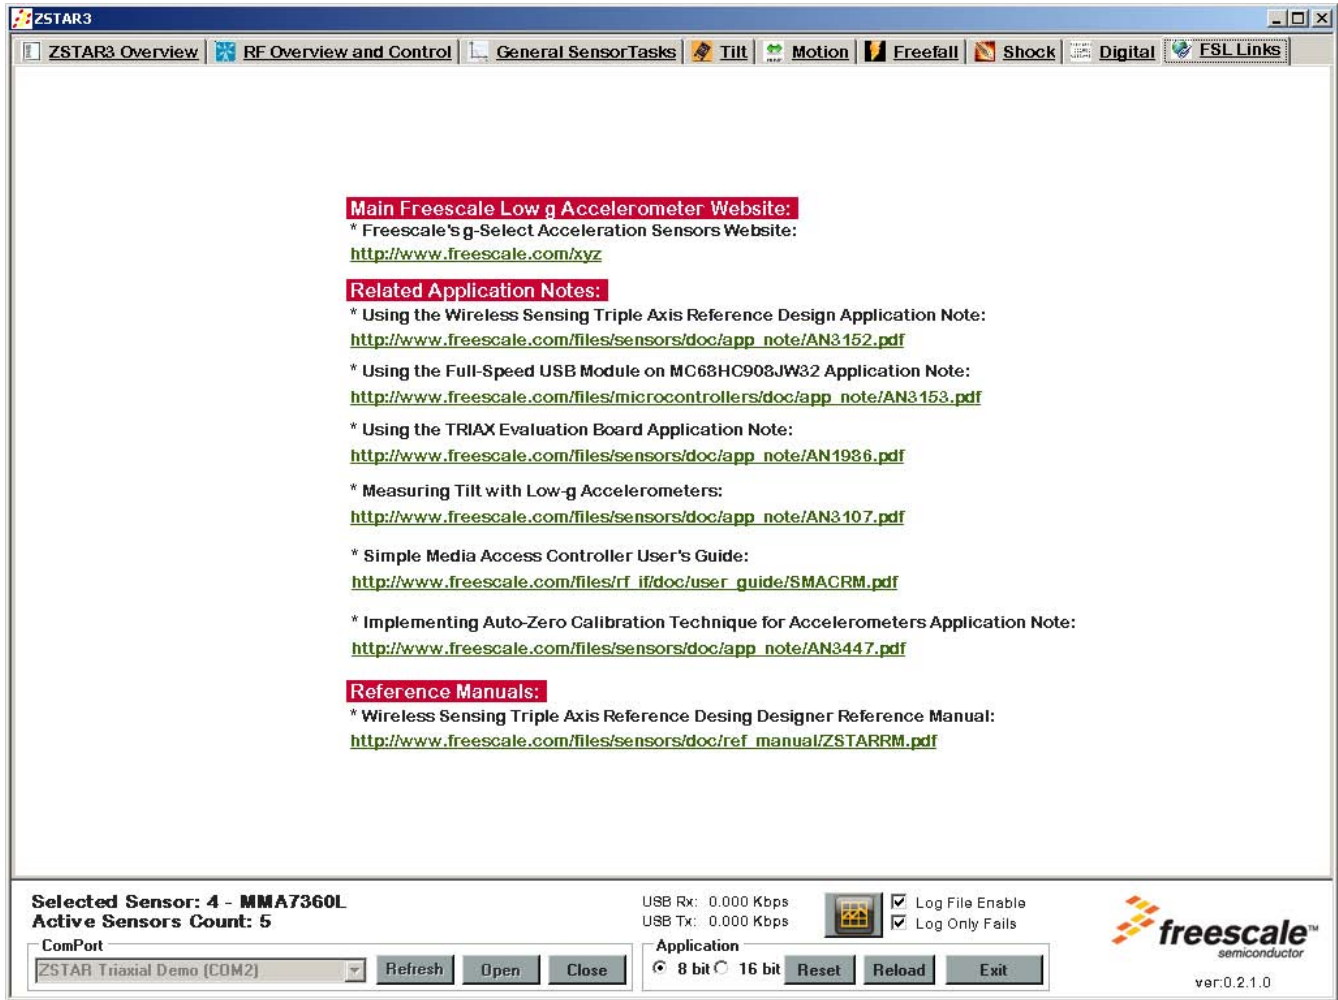 ZSTAR3
ZSTAR3 Overview RF Overview and Control General SensorTasks Tilt Motion Freefall Shock Digital FSL Links
Main Freescale Low g Accelerometer Website:
* Freescale's g-Select Acceleration Sensors Website:
http://www.freescale.com/xyz
Related Application Notes:
* Using the Wireless Sensing Triple Axis Reference Design Application Note:
http://www.freescale.com/files/sensors/doc/app_note/AN3152.pdf
* Using the Full-Speed USB Module on MC68HC908JW32 Application Note:
http://www.freescale.com/files/microcontrollers/doc/app_note/AN3153.pdf
* Using the TRIAX Evaluation Board Application Note:
http://www.freescale.com/files/sensors/doc/app_note/AN1986.pdf
* Measuring Tilt with Low-g Accelerometers:
http://www.freescale.com/files/sensors/doc/app_note/AN3107.pdf
* Simple Media Access Controller User's Guide:
http://www.freescale.com/files/rf_if/doc/user_guide/SMACRM.pdf
* Implementing Auto-Zero Calibration Technique for Accelerometers Application Note:
http://www.freescale.com/files/sensors/doc/app_note/AN3447.pdf
Reference Manuals:
* Wireless Sensing Triple Axis Reference Desing Designer Reference Manual:
http://www.freescale.com/files/sensors/doc/ref_manual/ZSTARRM.pdf
Selected Sensor: 4 - MMA7360L
Active Sensors Count: 5
ComPort
ZSTAR Triaxial Demo (COM2) Refresh Open Close
USB Rx: 0.000 Kbps
USB Tx: 0.000 Kbps
Log File Enable
Log Only Fails
Application
8 bit 16 bit Reset Reload Exit
freescale™
semiconductor
ver:0.2.1.0